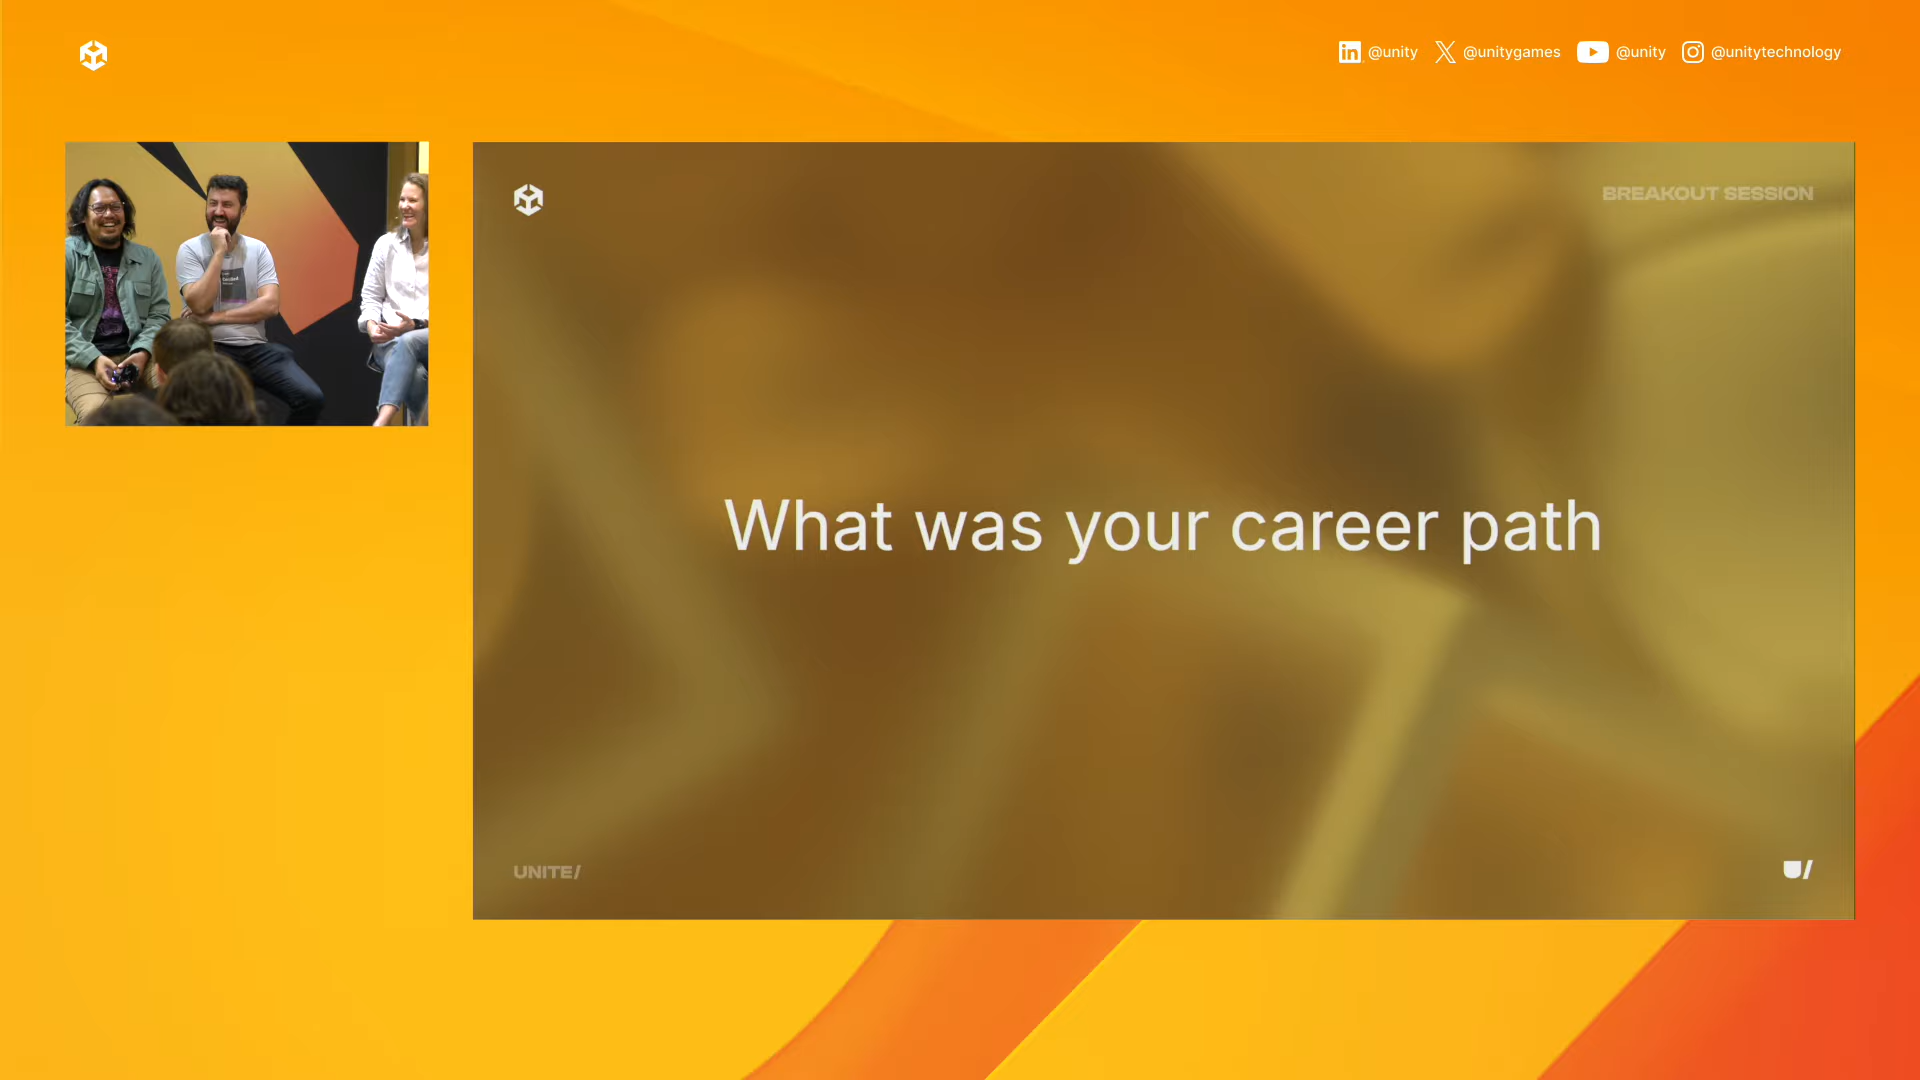 @unity @unitygames @unity @unitytechnology
BREAKOUT SESSION
What was your career path
UNITE/
U/